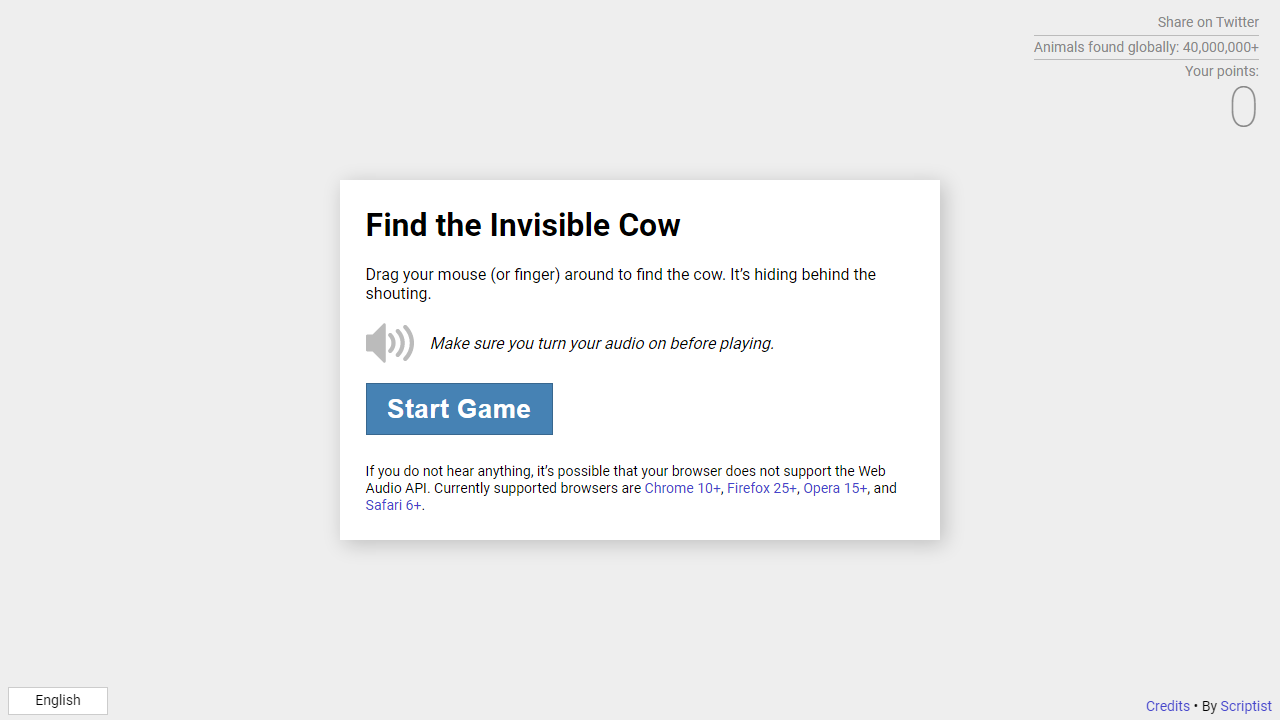 Share on Twitter
Animals found globally: 40,000,000+
Your points:
0
Find the Invisible Cow
Drag your mouse (or finger) around to find the cow. It's hiding behind the
shouting.
Make sure you turn your audio on before playing.
Start Game
If you do not hear anything, it's possible that your browser does not support the Web
Audio API. Currently supported browsers are Chrome 10+, Firefox 25+, Opera 15+, and
Safari 6+.
English
Credits • By Scriptist